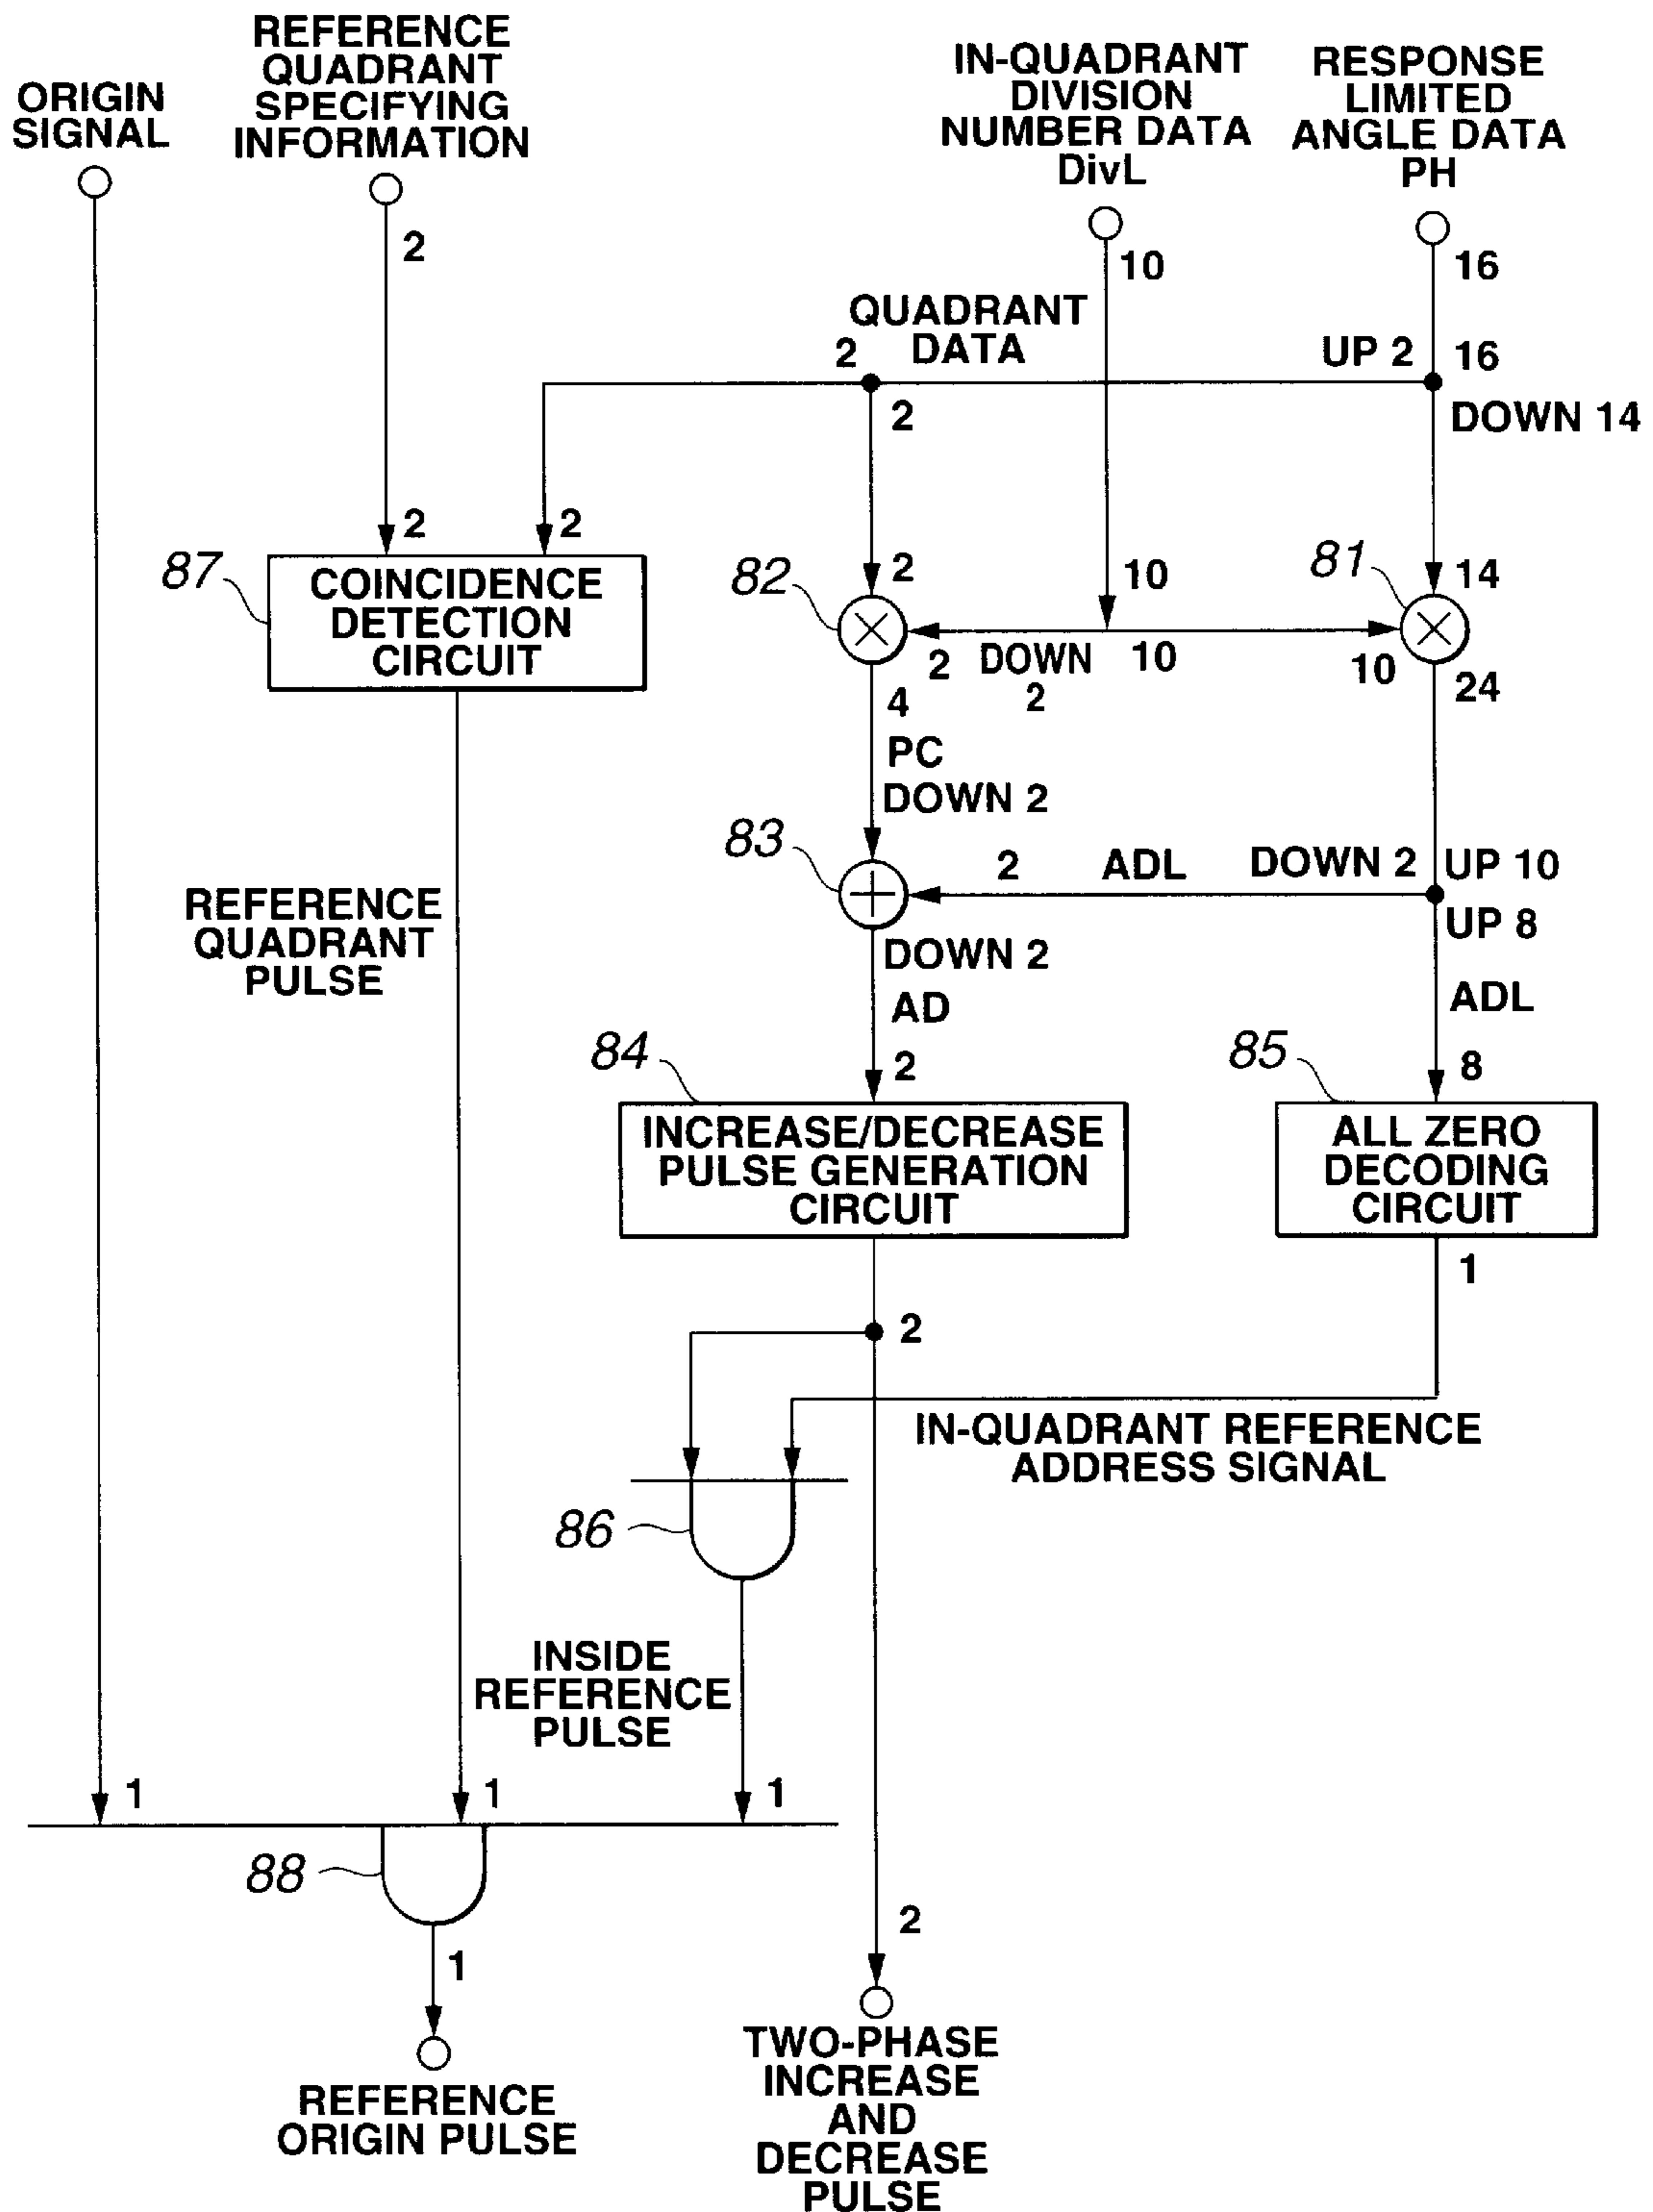 ORIGIN
SIGNAL
REFERENCE
QUADRANT
SPECIFYING
INFORMATION
IN-QUADRANT
DIVISION
NUMBER DATA
DivL
RESPONSE
LIMITED
ANGLE DATA
PH
2
10
16
QUADRANT
DATA
2
UP 2
16
2
DOWN 14
2
2
87
COINCIDENCE
DETECTION
CIRCUIT
82
2
10
81
14
2
DOWN
2
10
10
24
4
PC
DOWN 2
83
2
ADL
DOWN 2
UP 10
UP 8
REFERENCE
QUADRANT
PULSE
DOWN 2
AD
ADL
84
2
85
8
INCREASE/DECREASE
PULSE GENERATION
CIRCUIT
ALL ZERO
DECODING
CIRCUIT
1
2
IN-QUADRANT REFERENCE
ADDRESS SIGNAL
86
INSIDE
REFERENCE
PULSE
1
1
1
88
1
2
REFERENCE
ORIGIN PULSE
TWO-PHASE
INCREASE
AND
DECREASE
PULSE